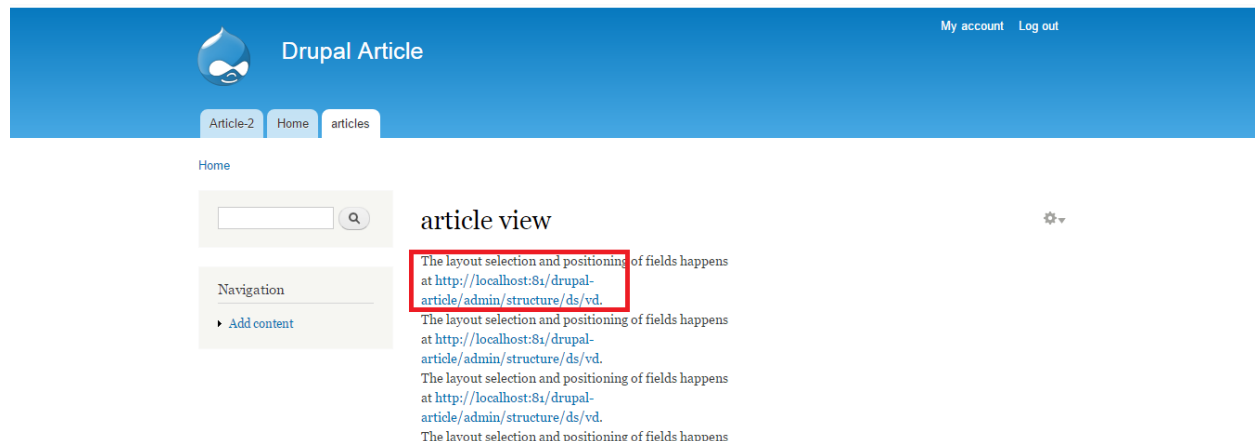 My account Log out
Drupal Article
Article-2 Home articles
Home
article view
The layout selection and positioning of fields happens
at http://localhost:81/drupal-
article/admin/structure/ds/vd.
Navigation
Add content
The layout selection and positioning of fields happens
at http://localhost:81/drupal-
article/admin/structure/ds/vd.
The layout selection and positioning of fields happens
at http://localhost:81/drupal-
article/admin/structure/ds/vd.
The layout selection and positioning of fields happens